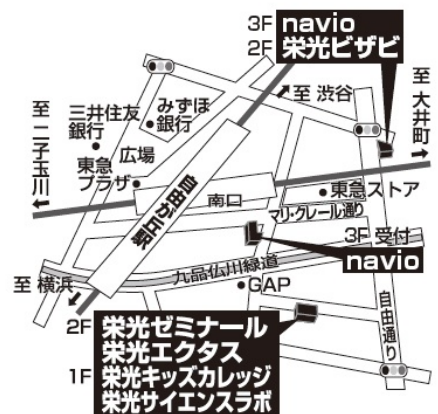 3F navio
2F 栄光ビザビ
至 渋谷
至 大井町
至 二子玉川
三井住友
銀行
みずほ
銀行
広場
東急
プラザ
自由が丘駅
南口
東急ストア
マリ・クレール通り
3F 受付
navio
九品仏川緑道
至 横浜
GAP
自由通り
2F 栄光ゼミナール
栄光エクタス
1F 栄光キッズカレッジ
栄光サイエンスラボ